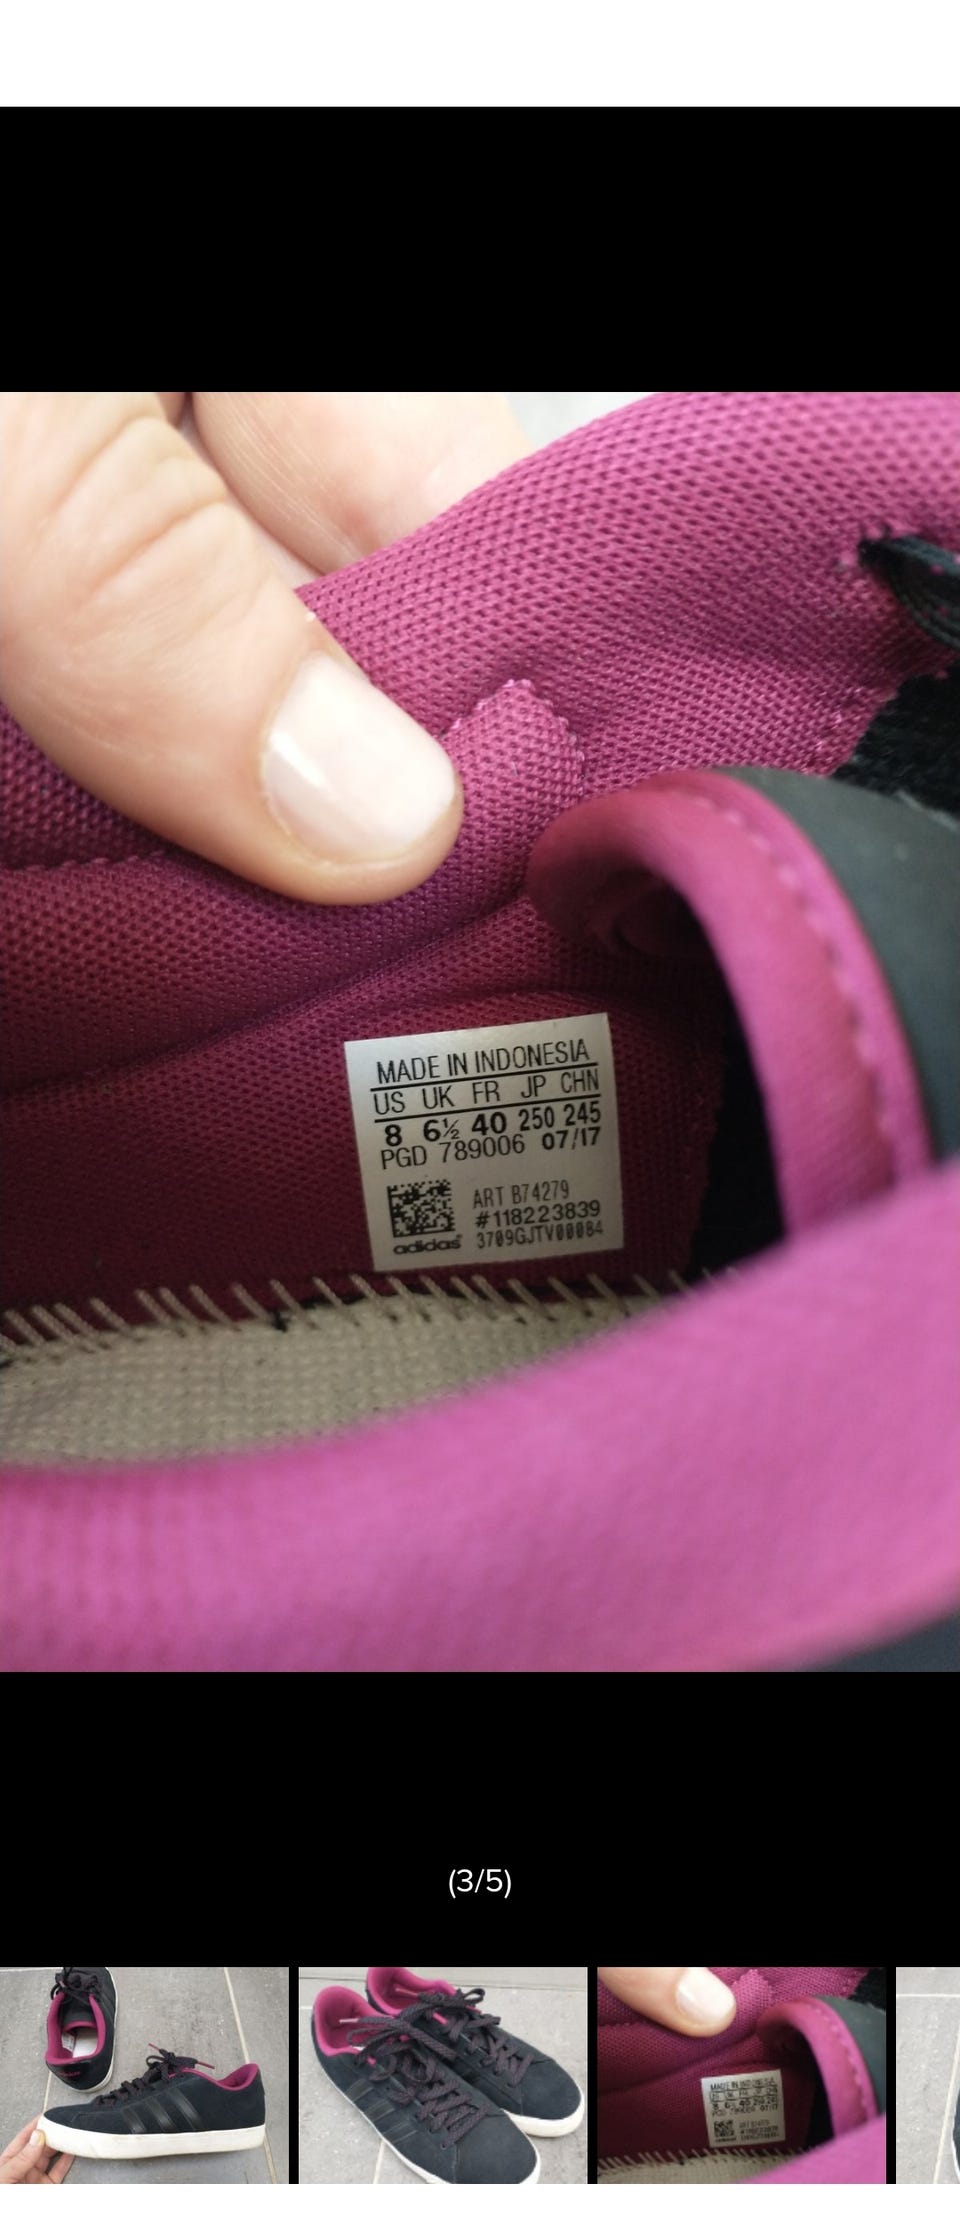 MADE IN INDONESIA
US UK FR JP CHN
8 6½ 40 250 245
PGD 789006 07/17
ART B74279
#118223839
adidas 3709GJTV00084
(3/5)